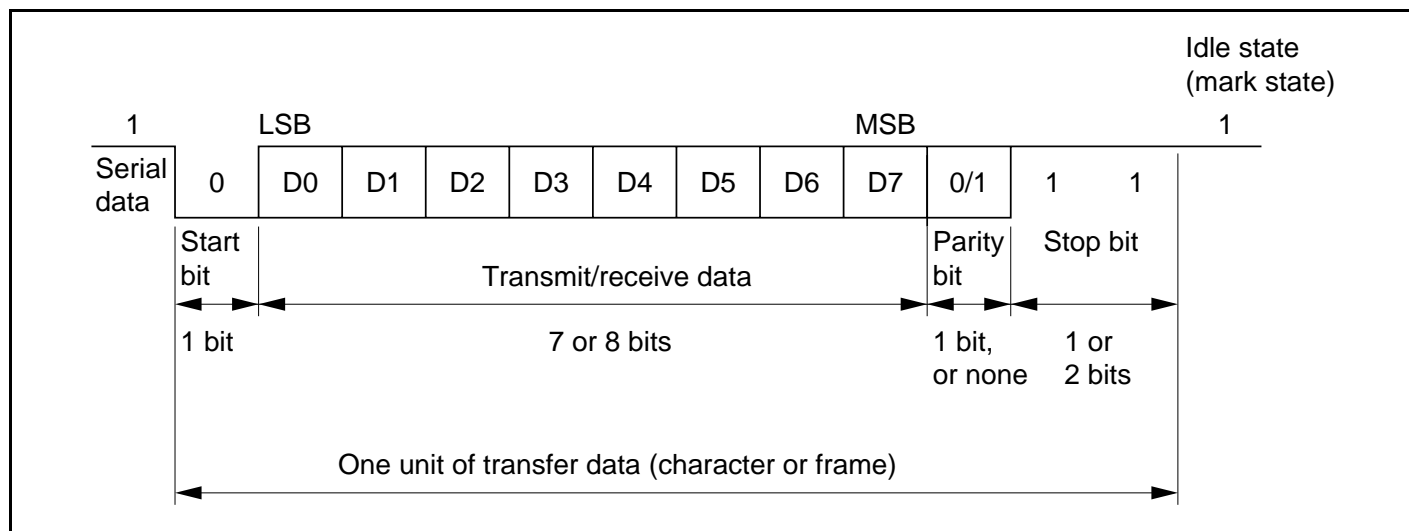 Idle state
(mark state)
1 LSB MSB 1
Serial
data
0 D0 D1 D2 D3 D4 D5 D6 D7 0/1 1 1
Start
bit
Transmit/receive data
Parity
bit
Stop bit
1 bit
7 or 8 bits
1 bit,
or none
1 or
2 bits
One unit of transfer data (character or frame)